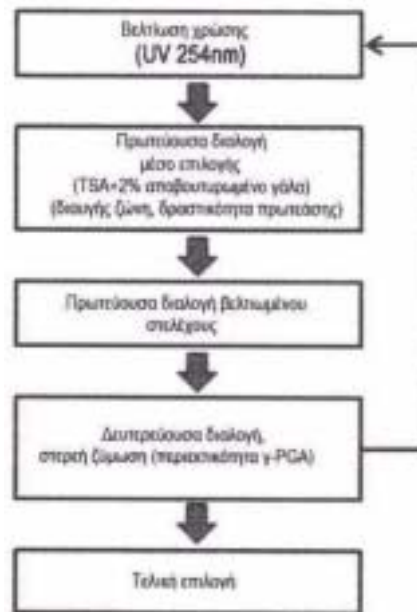 Βελτίωση χρώσης
(UV 254nm)
Πρωτεύουσα διαλογή
μέσο επιλογής
(TSA+2% αποβουτυρωμένο γάλα)
(διαυγής ζώνη, δραστικότητα πρωτεάσης)
Πρωτεύουσα διαλογή βελτιωμένου
στελέχους
Δευτερεύουσα διαλογή,
στερεή ζύμωση (περιεκτικότητα γ-PGA)
Τελική επιλογή